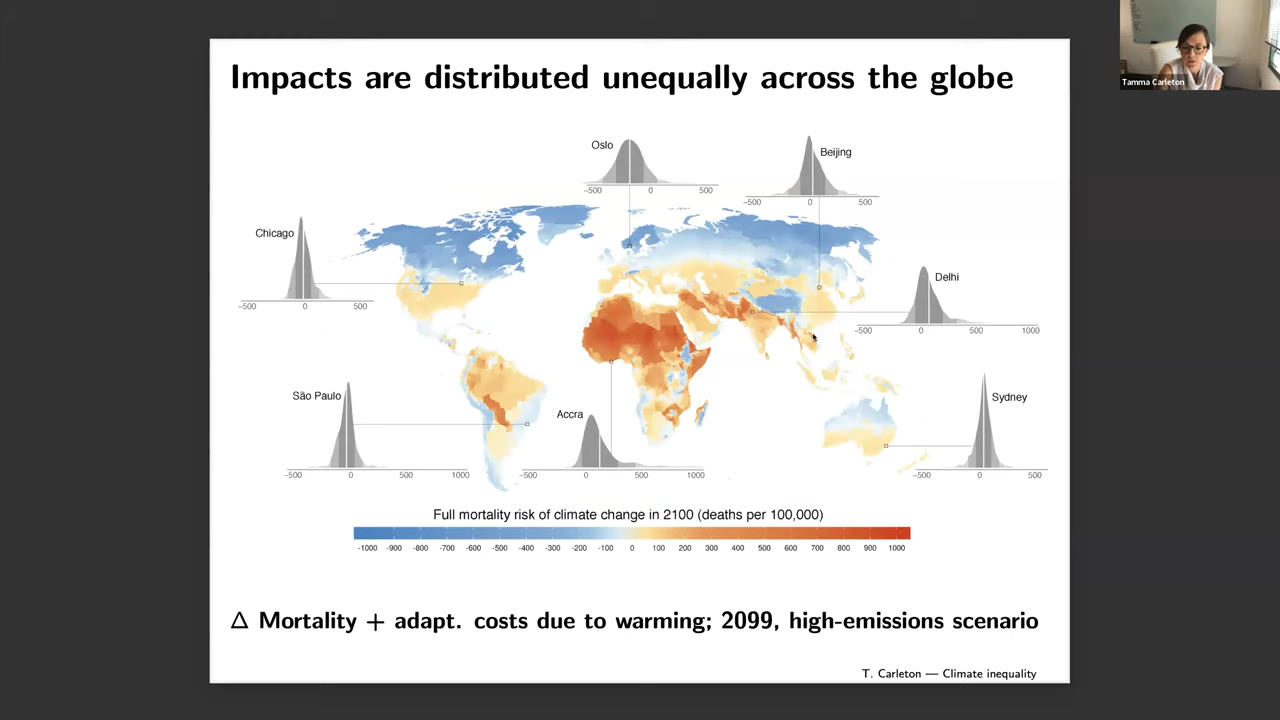 Impacts are distributed unequally across the globe
Tamma Carleton
Oslo
-500 0 500
Beijing
-500 0 500
Chicago
-500 0 500
Delhi
-500 0 500 1000
São Paulo
-500 0 500 1000
Accra
-500 0 500 1000
Sydney
-500 0 500
Full mortality risk of climate change in 2100 (deaths per 100,000)
-1000 -900 -800 -700 -600 -500 -400 -300 -200 -100 0 100 200 300 400 500 600 700 800 900 1000
Δ Mortality + adapt. costs due to warming; 2099, high-emissions scenario
T. Carleton — Climate inequality